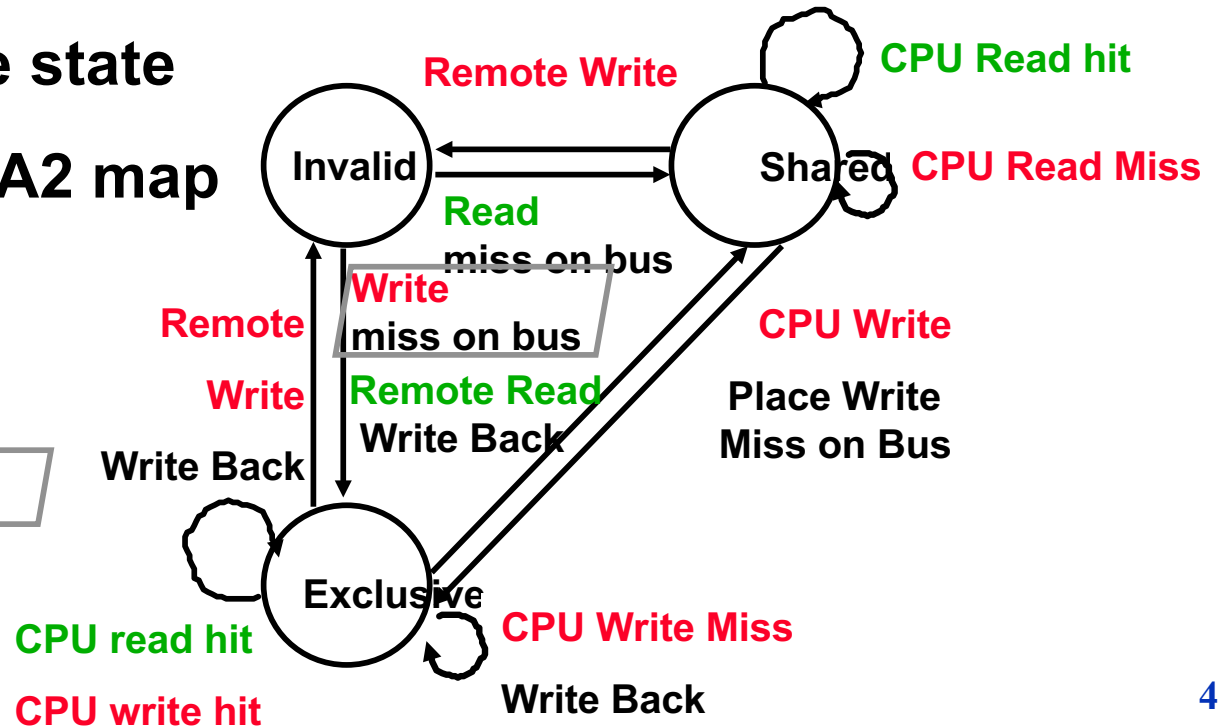 e state
A2 map
Remote Write
CPU Read hit
Invalid
Shared
CPU Read Miss
Read
miss on bus
Write
miss on bus
Remote
Write
Write Back
Remote Read
Write Back
CPU Write
Place Write
Miss on Bus
Exclusive
CPU read hit
CPU write hit
CPU Write Miss
Write Back
4